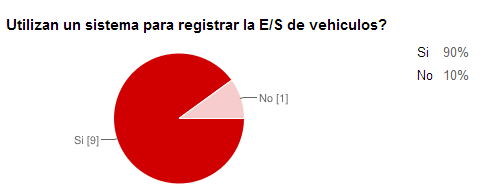 Utilizan un sistema para registrar la E/S de vehiculos?
Si 90%
No 10%
No [1]
Si [9]